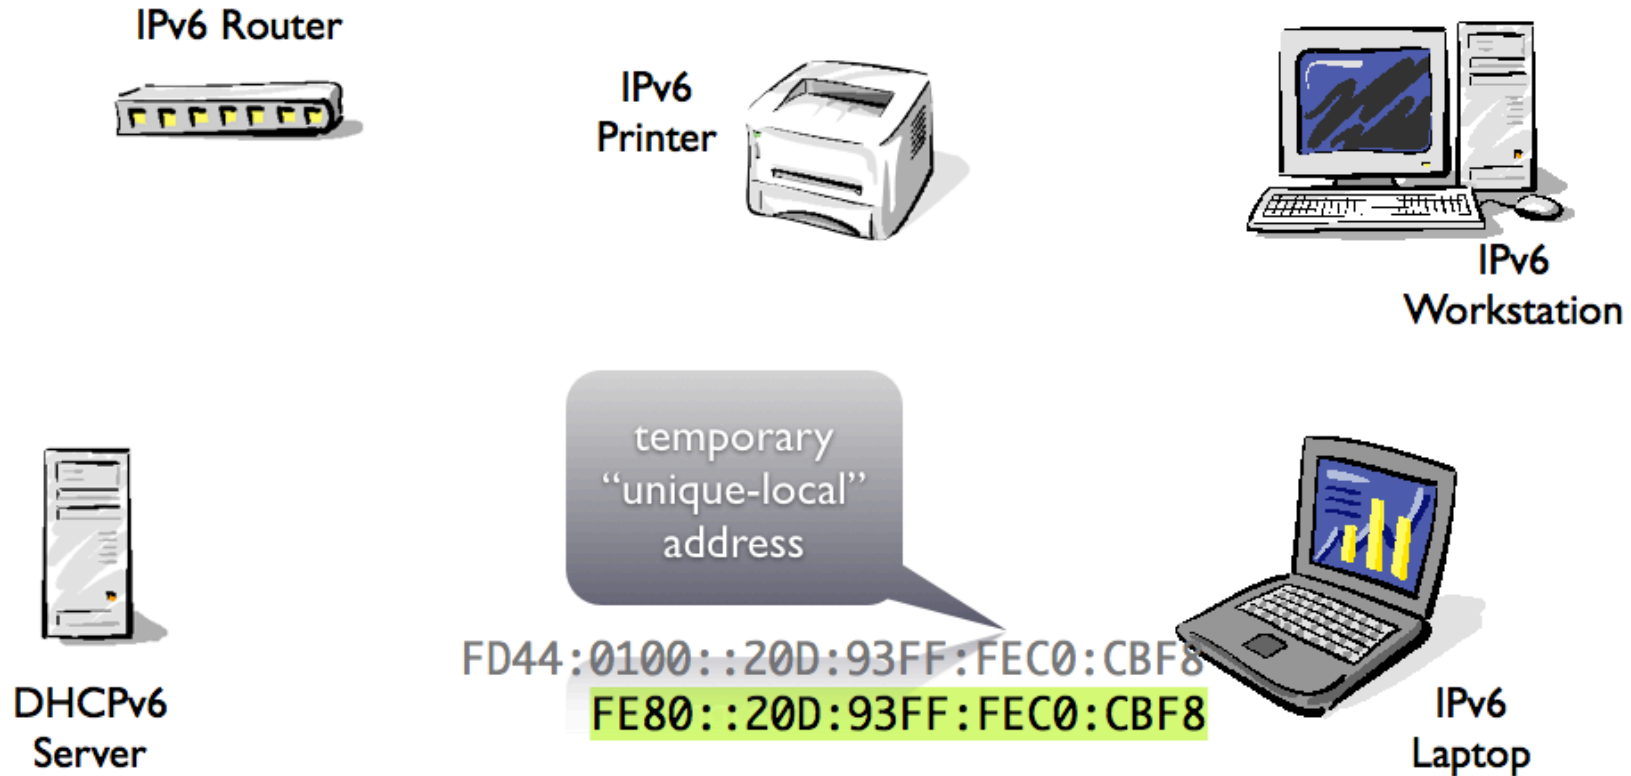 IPv6 Router
IPv6
Printer
IPv6
Workstation
temporary
“unique-local”
address
FD44:0100::20D:93FF:FEC0:CBF8
FE80::20D:93FF:FEC0:CBF8
DHCPv6
Server
IPv6
Laptop